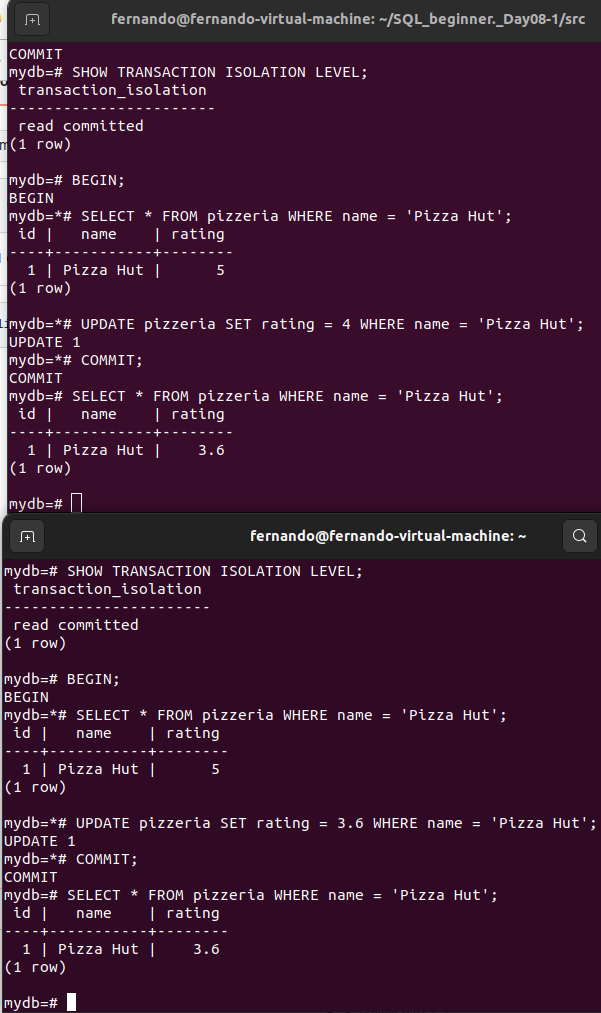 fernando@fernando-virtual-machine: ~/SQL_beginner._Day08-1/src
COMMIT
mydb=# SHOW TRANSACTION ISOLATION LEVEL;
 transaction_isolation
-----------------------
 read committed
(1 row)

mydb=# BEGIN;
BEGIN
mydb=*# SELECT * FROM pizzeria WHERE name = 'Pizza Hut';
 id |   name    | rating
----+-----------+--------
  1 | Pizza Hut |      5
(1 row)

mydb=*# UPDATE pizzeria SET rating = 4 WHERE name = 'Pizza Hut';
UPDATE 1
mydb=*# COMMIT;
COMMIT
mydb=# SELECT * FROM pizzeria WHERE name = 'Pizza Hut';
 id |   name    | rating
----+-----------+--------
  1 | Pizza Hut |    3.6
(1 row)

mydb=#
fernando@fernando-virtual-machine: ~
mydb=# SHOW TRANSACTION ISOLATION LEVEL;
 transaction_isolation
-----------------------
 read committed
(1 row)

mydb=# BEGIN;
BEGIN
mydb=*# SELECT * FROM pizzeria WHERE name = 'Pizza Hut';
 id |   name    | rating
----+-----------+--------
  1 | Pizza Hut |      5
(1 row)

mydb=*# UPDATE pizzeria SET rating = 3.6 WHERE name = 'Pizza Hut';
UPDATE 1
mydb=*# COMMIT;
COMMIT
mydb=# SELECT * FROM pizzeria WHERE name = 'Pizza Hut';
 id |   name    | rating
----+-----------+--------
  1 | Pizza Hut |    3.6
(1 row)

mydb=#